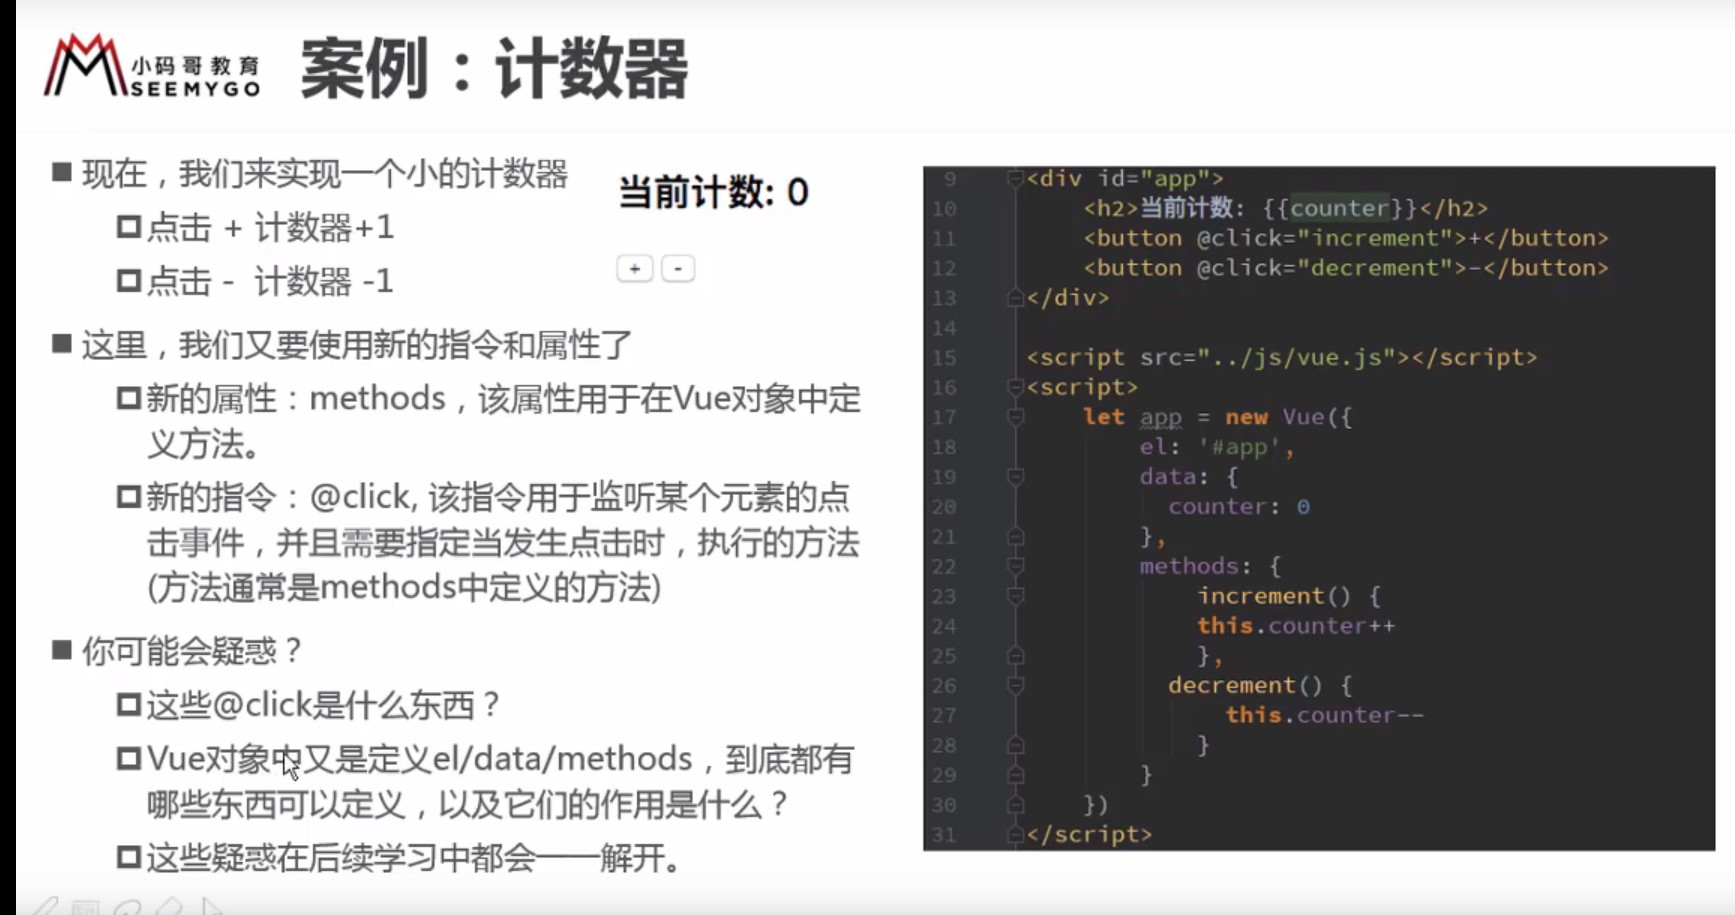 小码哥教育
SEEMYGO
案例：计数器
现在，我们来实现一个小的计数器
点击 + 计数器+1
点击 - 计数器 -1
当前计数: 0
+ -
这里，我们又要使用新的指令和属性了
新的属性：methods，该属性用于在Vue对象中定
义方法。
新的指令：@click, 该指令用于监听某个元素的点
击事件，并且需要指定当发生点击时，执行的方法
(方法通常是methods中定义的方法)
你可能会疑惑？
这些@click是什么东西？
Vue对象中又是定义el/data/methods，到底都有
哪些东西可以定义，以及它们的作用是什么？
这些疑惑在后续学习中都会一一解开。
9 <div id="app">
10 <h2>当前计数: {{counter}}</h2>
11 <button @click="increment">+</button>
12 <button @click="decrement">-</button>
13 </div>
14
15 <script src="../js/vue.js"></script>
16 <script>
17 let app = new Vue({
18 el: '#app',
19 data: {
20 counter: 0
21 },
22 methods: {
23 increment() {
24 this.counter++
25 },
26 decrement() {
27 this.counter--
28 }
29 }
30 })
31 </script>